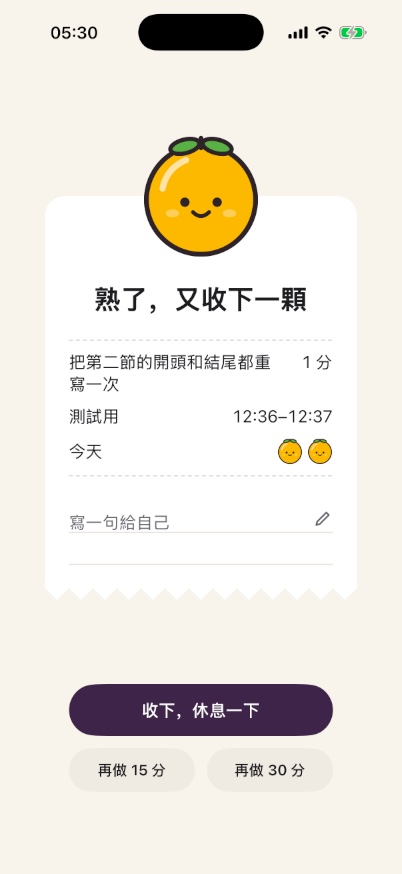 05:30
熟了，又收下一顆
把第二節的開頭和結尾都重 1 分
寫一次
測試用 12:36–12:37
今天
寫一句給自己
收下，休息一下
再做 15 分 再做 30 分